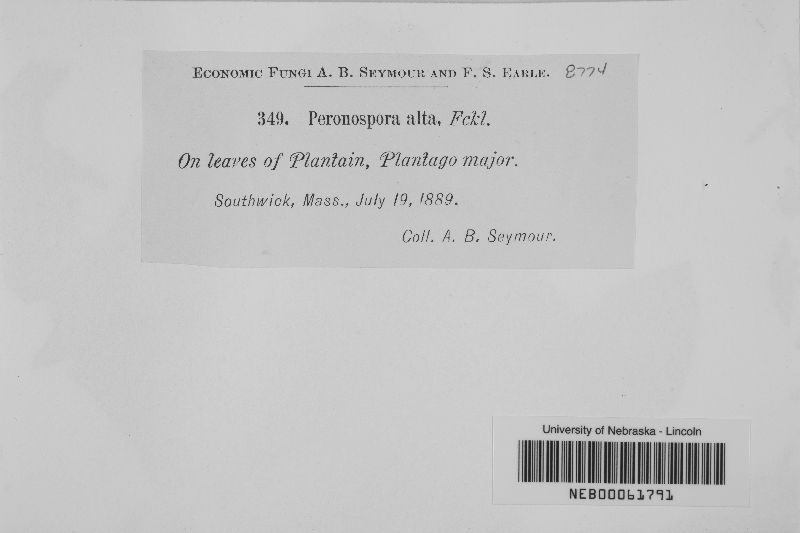 Economic Fungi A. B. Seymour and F. S. Earle. 8774
349. Peronospora alta, Fckl.
On leaves of Plantain, Plantago major.
Southwick, Mass., July 19, 1889.
Coll. A. B. Seymour.
University of Nebraska - Lincoln
NEB00061791